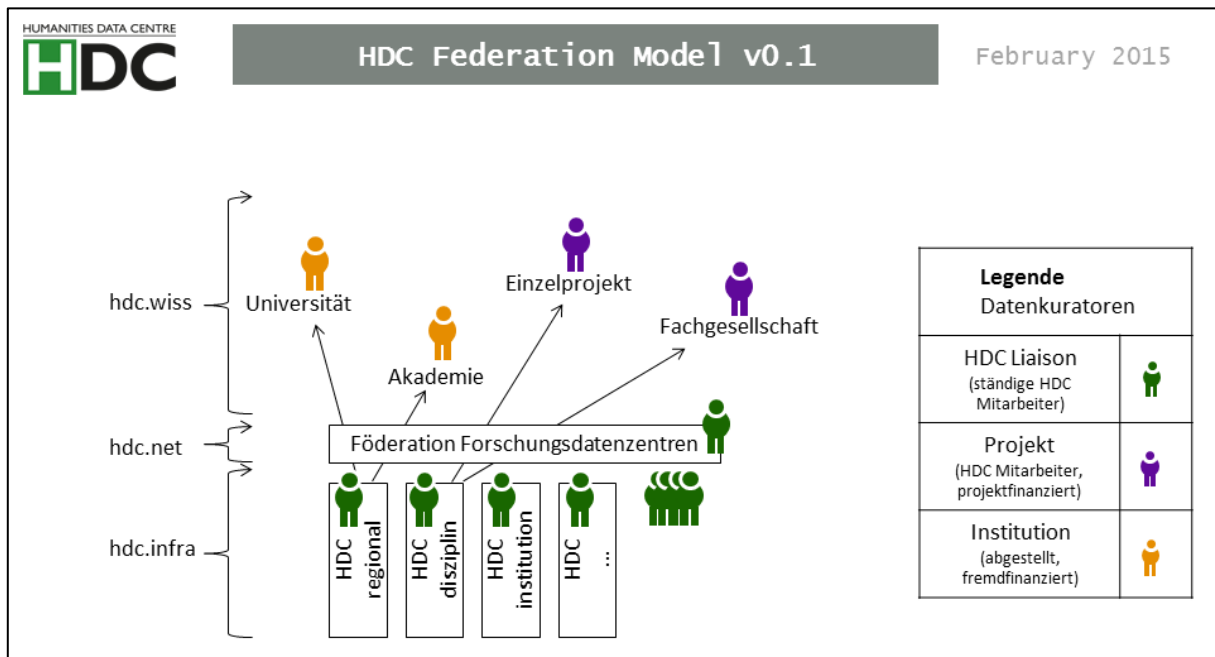 HUMANITIES DATA CENTRE
HDC
HDC Federation Model v0.1
February 2015
hdc.wiss
Universität
Akademie
Einzelprojekt
Fachgesellschaft
hdc.net
Föderation Forschungsdatenzentren
hdc.infra
HDC
regional
HDC
disziplin
HDC
institution
HDC
...
Legende
Datenkuratoren
HDC Liaison
(ständige HDC
Mitarbeiter)
Projekt
(HDC Mitarbeiter,
projektfinanziert)
Institution
(abgestellt,
fremdfinanziert)